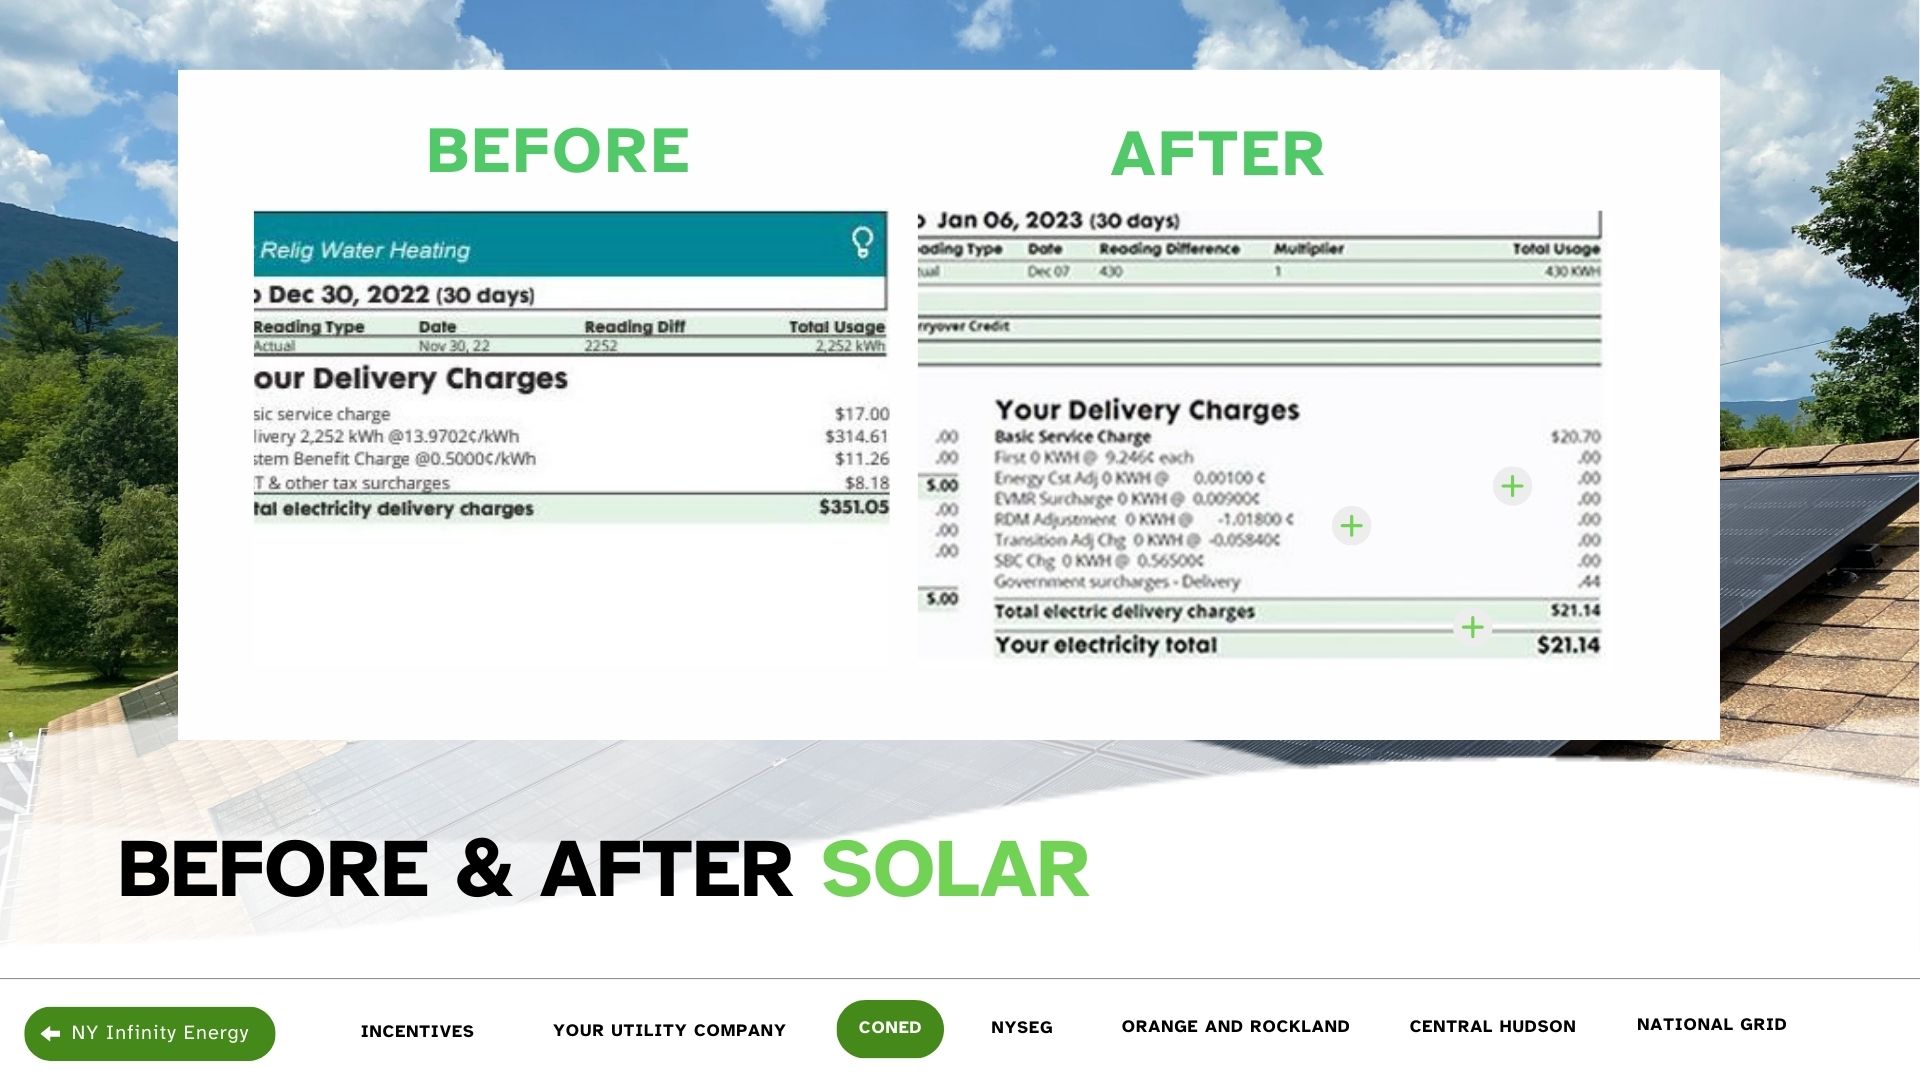 BEFORE
Relig Water Heating
Dec 30, 2022 (30 days)
Reading Type Date Reading Diff Total Usage
Actual Nov 30, 22 2252 2,252 kWh
our Delivery Charges
sic service charge $17.00
livery 2,252 kWh @13.9702¢/kWh $314.61
stem Benefit Charge @0.5000¢/kWh $11.26
T & other tax surcharges $8.18
tal electricity delivery charges $351.05
AFTER
Jan 06, 2023 (30 days)
ading Type Date Reading Difference Multiplier Total Usage
ual Dec 07 430 1 430 KWH
rryover Credit
Your Delivery Charges
.00 Basic Service Charge $20.70
.00 First 0 KWH @ 9.246¢ each .00
$.00 Energy Cst Adj 0 KWH @ 0.00100 ¢ .00
.00 EVMR Surcharge 0 KWH @ 0.00900¢ .00
.00 RDM Adjustment 0 KWH @ -1.01800 ¢ .00
.00 Transition Adj Chg 0 KWH @ -0.05840¢ .00
SBC Chg 0 KWH @ 0.56500¢ .00
Government surcharges - Delivery .44
$.00 Total electric delivery charges $21.14
Your electricity total $21.14
BEFORE & AFTER SOLAR
NY Infinity Energy
INCENTIVES
YOUR UTILITY COMPANY
CONED
NYSEG
ORANGE AND ROCKLAND
CENTRAL HUDSON
NATIONAL GRID